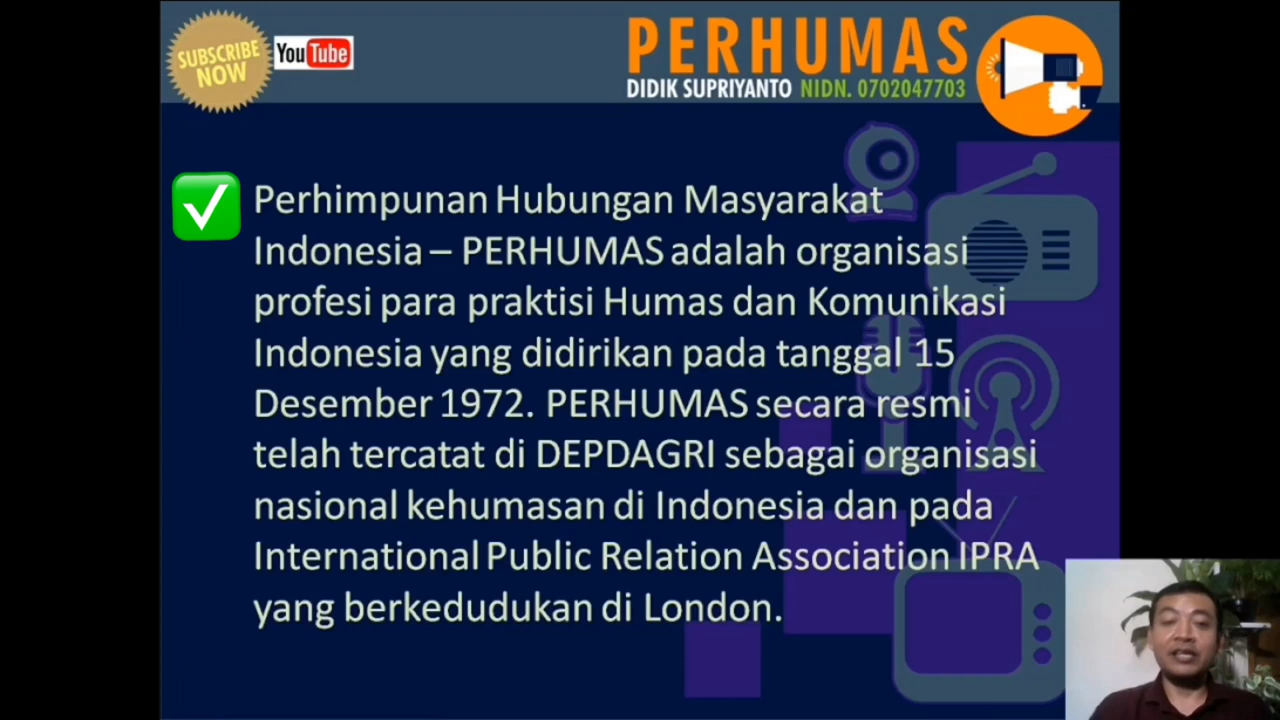 SUBSCRIBE
NOW
YouTube
PERHUMAS
DIDIK SUPRIYANTO NIDN. 0702047703
Perhimpunan Hubungan Masyarakat
Indonesia – PERHUMAS adalah organisasi
profesi para praktisi Humas dan Komunikasi
Indonesia yang didirikan pada tanggal 15
Desember 1972. PERHUMAS secara resmi
telah tercatat di DEPDAGRI sebagai organisasi
nasional kehumasan di Indonesia dan pada
International Public Relation Association IPRA
yang berkedudukan di London.